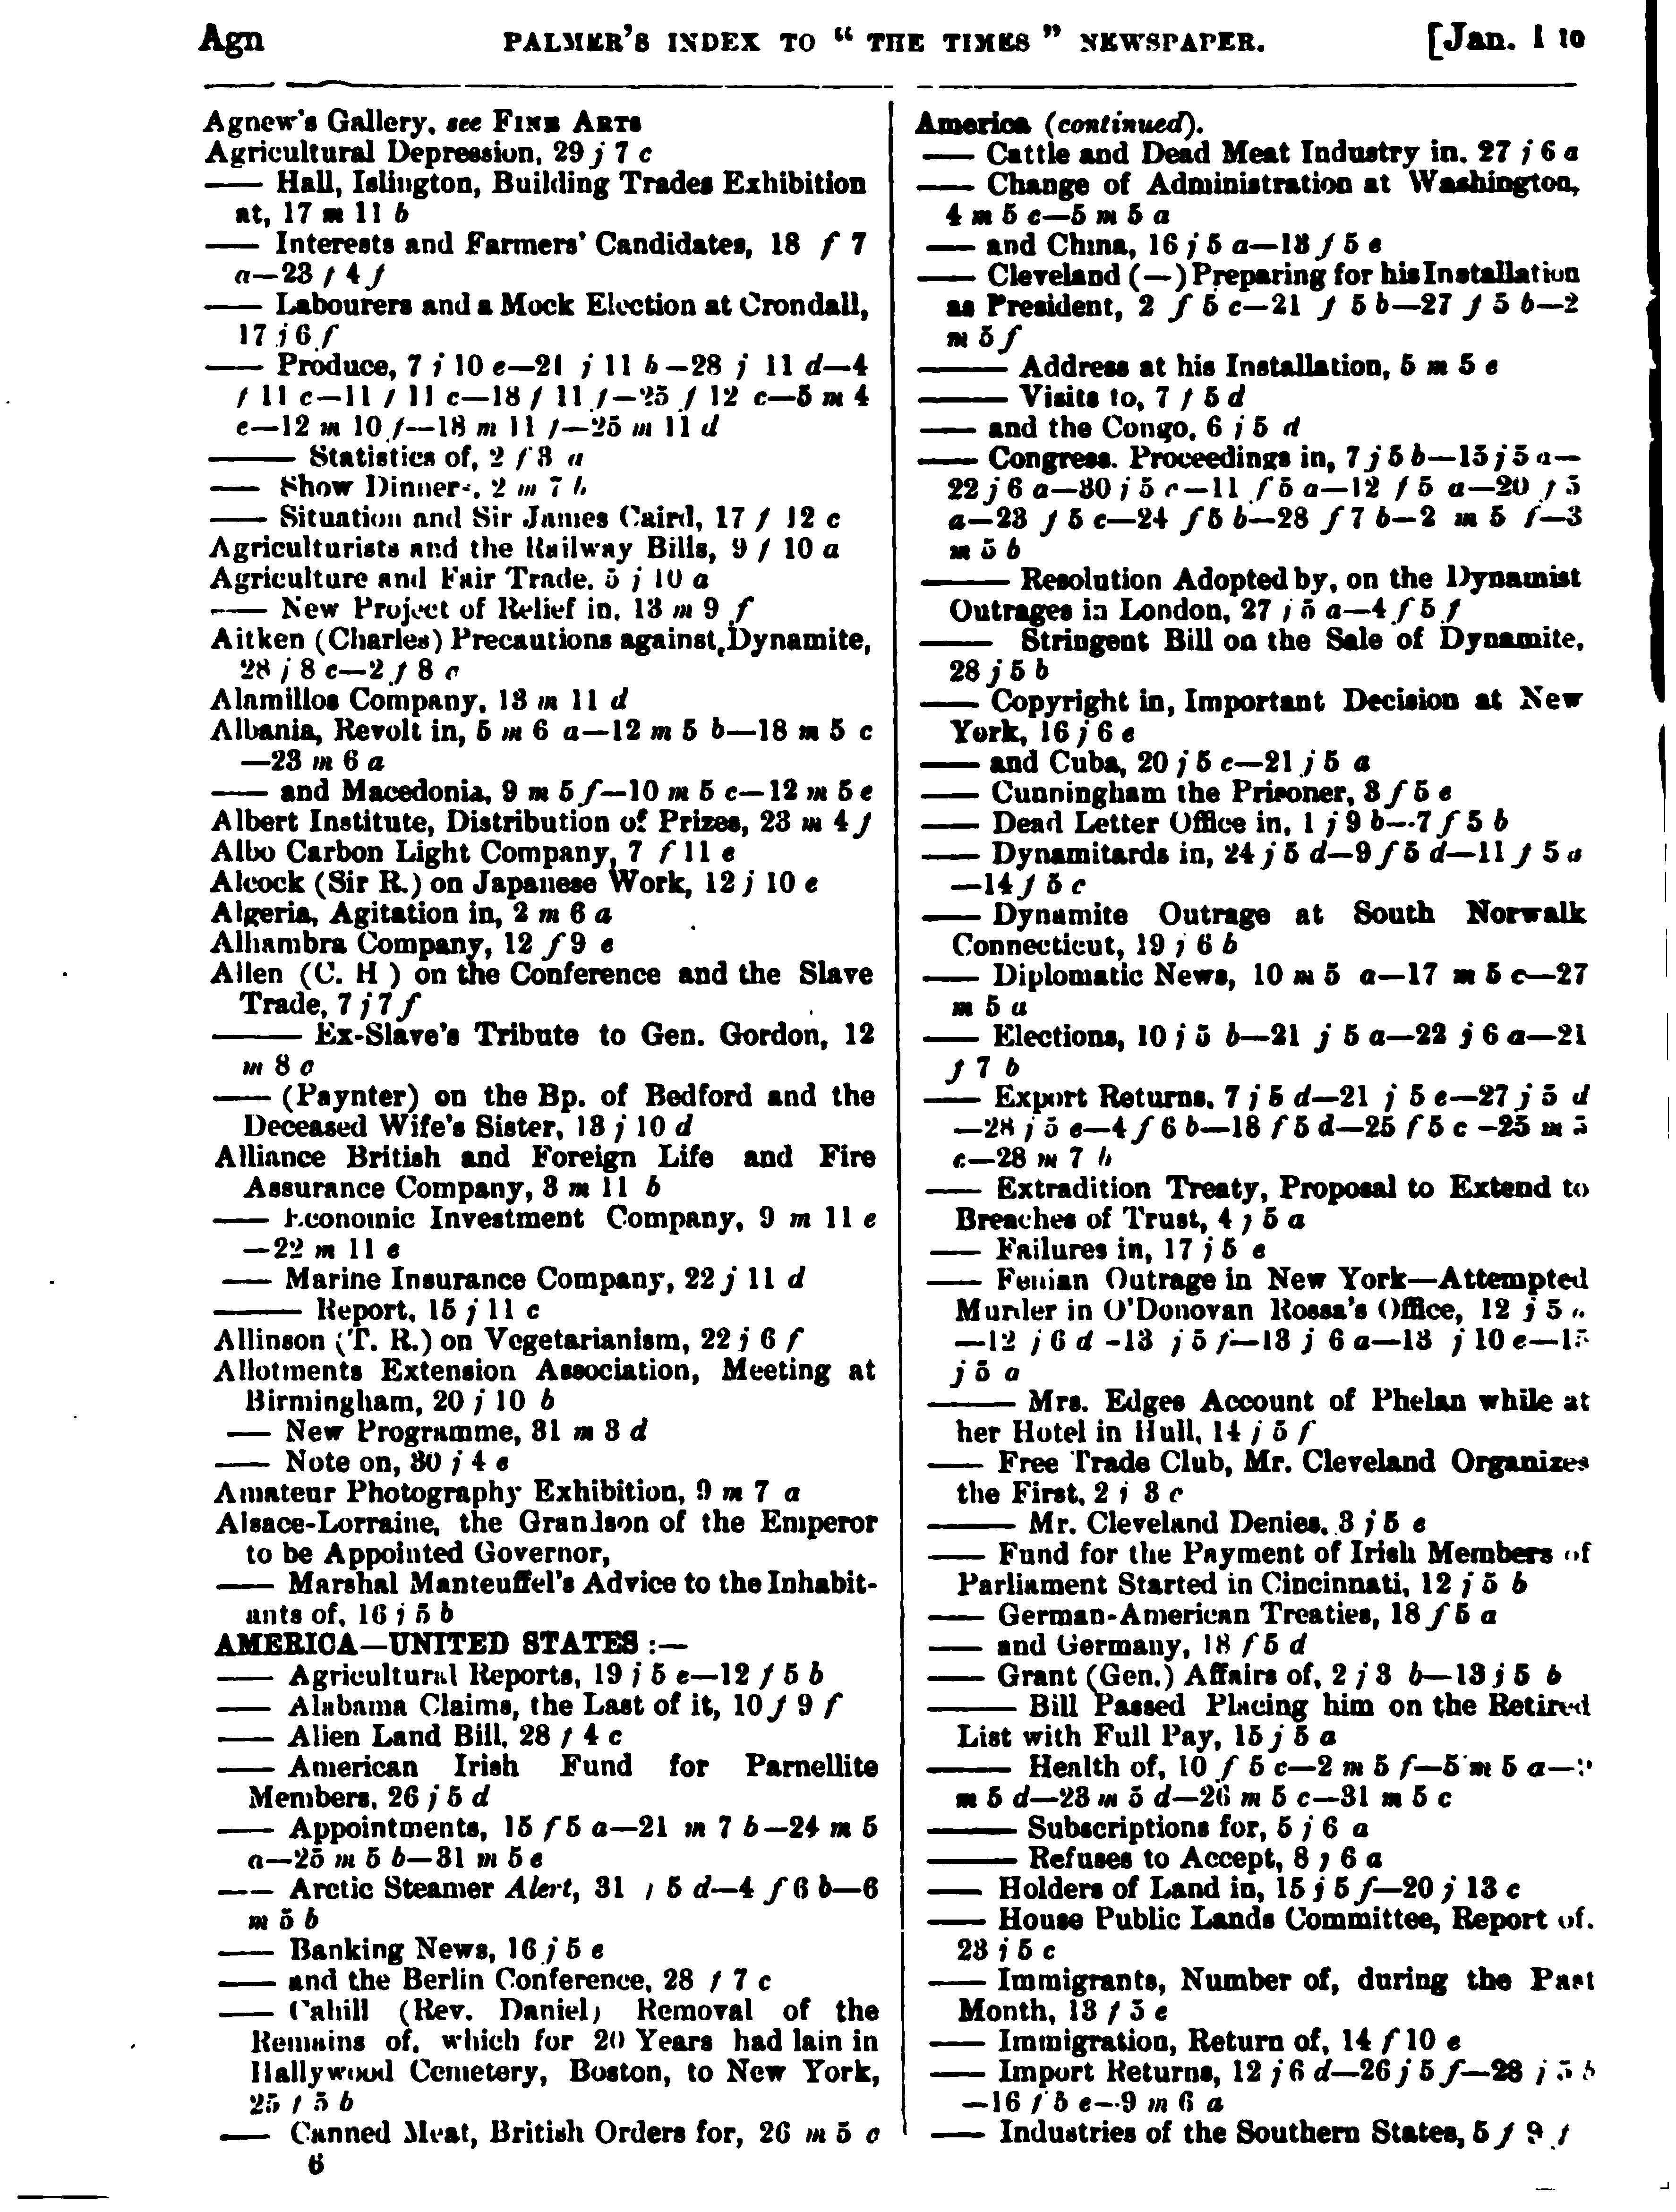 Agn PALMER'S INDEX TO “ THE TIMES ” NEWSPAPER. [Jan. 1 to
Agnew's Gallery, see FINE ARTS
Agricultural Depression, 29 j 7 c
—— Hall, Islington, Building Trades Exhibition
at, 17 m 11 b
—— Interests and Farmers' Candidates, 18 f 7
a—23 f 4 f
—— Labourers and a Mock Election at Crondall,
17 j 6 f
—— Produce, 7 j 10 e—21 j 11 b—28 j 11 d—4
f 11 c—11 f 11 c—18 f 11 f—25 f 12 c—5 m 4
e—12 m 10 f—18 m 11 f—25 m 11 d
——— Statistics of, 2 f 8 a
—— Show Dinners, 2 m 7 b
—— Situation and Sir James Caird, 17 f 12 c
Agriculturists and the Railway Bills, 9 f 10 a
Agriculture and Fair Trade, 5 j 10 a
—— New Project of Relief in, 13 m 9 f
Aitken (Charles) Precautions against Dynamite,
28 j 8 c—2 f 8 c
Alamillos Company, 13 m 11 d
Albania, Revolt in, 5 m 6 a—12 m 5 b—18 m 5 c
—23 m 6 a
—— and Macedonia, 9 m 5 f—10 m 5 c—12 m 5 e
Albert Institute, Distribution of Prizes, 23 m 4 f
Albo Carbon Light Company, 7 f 11 e
Alcock (Sir R.) on Japanese Work, 12 j 10 e
Algeria, Agitation in, 2 m 6 a
Alhambra Company, 12 f 9 e
Allen (C. H ) on the Conference and the Slave
Trade, 7 j 7 f
——— Ex-Slave's Tribute to Gen. Gordon, 12
m 8 c
—— (Paynter) on the Bp. of Bedford and the
Deceased Wife's Sister, 13 j 10 d
Alliance British and Foreign Life and Fire
Assurance Company, 3 m 11 b
—— Economic Investment Company, 9 m 11 e
—22 m 11 e
—— Marine Insurance Company, 22 j 11 d
——— Report, 15 j 11 c
Allinson (T. R.) on Vegetarianism, 22 j 6 f
Allotments Extension Association, Meeting at
Birmingham, 20 j 10 b
—— New Programme, 31 m 3 d
—— Note on, 30 j 4 e
Amateur Photography Exhibition, 9 m 7 a
Alsace-Lorraine, the Grandson of the Emperor
to be Appointed Governor,
—— Marshal Manteuffel's Advice to the Inhabit-
ants of, 16 j 5 b
AMERICA—UNITED STATES :—
—— Agricultural Reports, 19 j 5 e—12 f 5 b
—— Alabama Claims, the Last of it, 10 f 9 f
—— Alien Land Bill, 28 f 4 c
—— American Irish Fund for Parnellite
Members, 26 j 5 d
—— Appointments, 15 f 5 a—21 m 7 b—24 m 5
a—25 m 5 b—31 m 5 e
—— Arctic Steamer Alert, 31 j 5 d—4 f 6 b—6
m 5 b
—— Banking News, 16 j 5 e
—— and the Berlin Conference, 28 f 7 c
—— Cahill (Rev. Daniel) Removal of the
Remains of, which for 20 Years had lain in
Hallywood Cemetery, Boston, to New York,
25 f 5 b
—— Canned Meat, British Orders for, 26 m 5 c
6
America (continued).
—— Cattle and Dead Meat Industry in, 27 j 6 a
—— Change of Administration at Washington,
4 m 5 c—5 m 5 a
—— and China, 16 j 5 a—13 f 5 e
—— Cleveland (—) Preparing for his Installation
as President, 2 f 5 c—21 f 5 b—27 f 5 b—2
m 5 f
——— Address at his Installation, 5 m 5 e
——— Visits to, 7 f 5 d
—— and the Congo, 6 j 5 d
—— Congress. Proceedings in, 7 j 5 b—15 j 5 a—
22 j 6 a—30 j 5 c—11 f 5 a—12 f 5 a—20 f 5
a—23 f 5 c—24 f 5 b—28 f 7 b—2 m 5 f—3
m 5 b
——— Resolution Adopted by, on the Dynamist
Outrages in London, 27 j 5 a—4 f 5 f
——— Stringent Bill on the Sale of Dynamite,
28 j 5 b
—— Copyright in, Important Decision at New
York, 16 j 6 e
—— and Cuba, 20 j 5 c—21 j 5 a
—— Cunningham the Prisoner, 3 f 5 e
—— Dead Letter Office in, 1 j 9 b—7 f 5 b
—— Dynamitards in, 24 j 5 d—9 f 5 d—11 f 5 a
—14 f 5 c
—— Dynamite Outrage at South Norwalk
Connecticut, 19 j 6 b
—— Diplomatic News, 10 m 5 a—17 m 5 c—27
m 5 a
—— Elections, 10 j 5 b—21 j 5 a—22 j 6 a—21
f 7 b
—— Export Returns, 7 j 5 d—21 j 5 e—27 j 5 d
—28 j 5 e—4 f 6 b—18 f 5 d—25 f 5 c—25 m 5
c—28 m 7 b
—— Extradition Treaty, Proposal to Extend to
Breaches of Trust, 4 j 5 a
—— Failures in, 17 j 5 e
—— Fenian Outrage in New York—Attempted
Murder in O'Donovan Rossa's Office, 12 j 5
—12 j 6 d—13 j 5 f—13 j 6 a—13 j 10 e—
j 5 a
——— Mrs. Edges Account of Phelan while at
her Hotel in Hull, 14 j 5 f
—— Free Trade Club, Mr. Cleveland Organizes
the First, 2 j 3 c
——— Mr. Cleveland Denies, 3 j 5 e
—— Fund for the Payment of Irish Members of
Parliament Started in Cincinnati, 12 j 5 b
—— German-American Treaties, 18 f 5 a
—— and Germany, 18 f 5 d
—— Grant (Gen.) Affairs of, 2 j 3 b—13 j 5 b
——— Bill Passed Placing him on the Retired
List with Full Pay, 15 j 5 a
——— Health of, 10 f 5 c—2 m 5 f—5 m 5 a—
m 5 d—23 m 5 d—26 m 5 c—31 m 5 c
——— Subscriptions for, 5 j 6 a
——— Refuses to Accept, 8 j 6 a
—— Holders of Land in, 15 j 5 f—20 j 13 c
—— House Public Lands Committee, Report of.
23 j 5 c
—— Immigrants, Number of, during the Past
Month, 13 f 5 e
—— Immigration, Return of, 14 f 10 e
—— Import Returns, 12 j 6 d—26 j 5 f—28 j 5 b
—16 f 5 e—9 m 6 a
—— Industries of the Southern States, 5 f 9 f